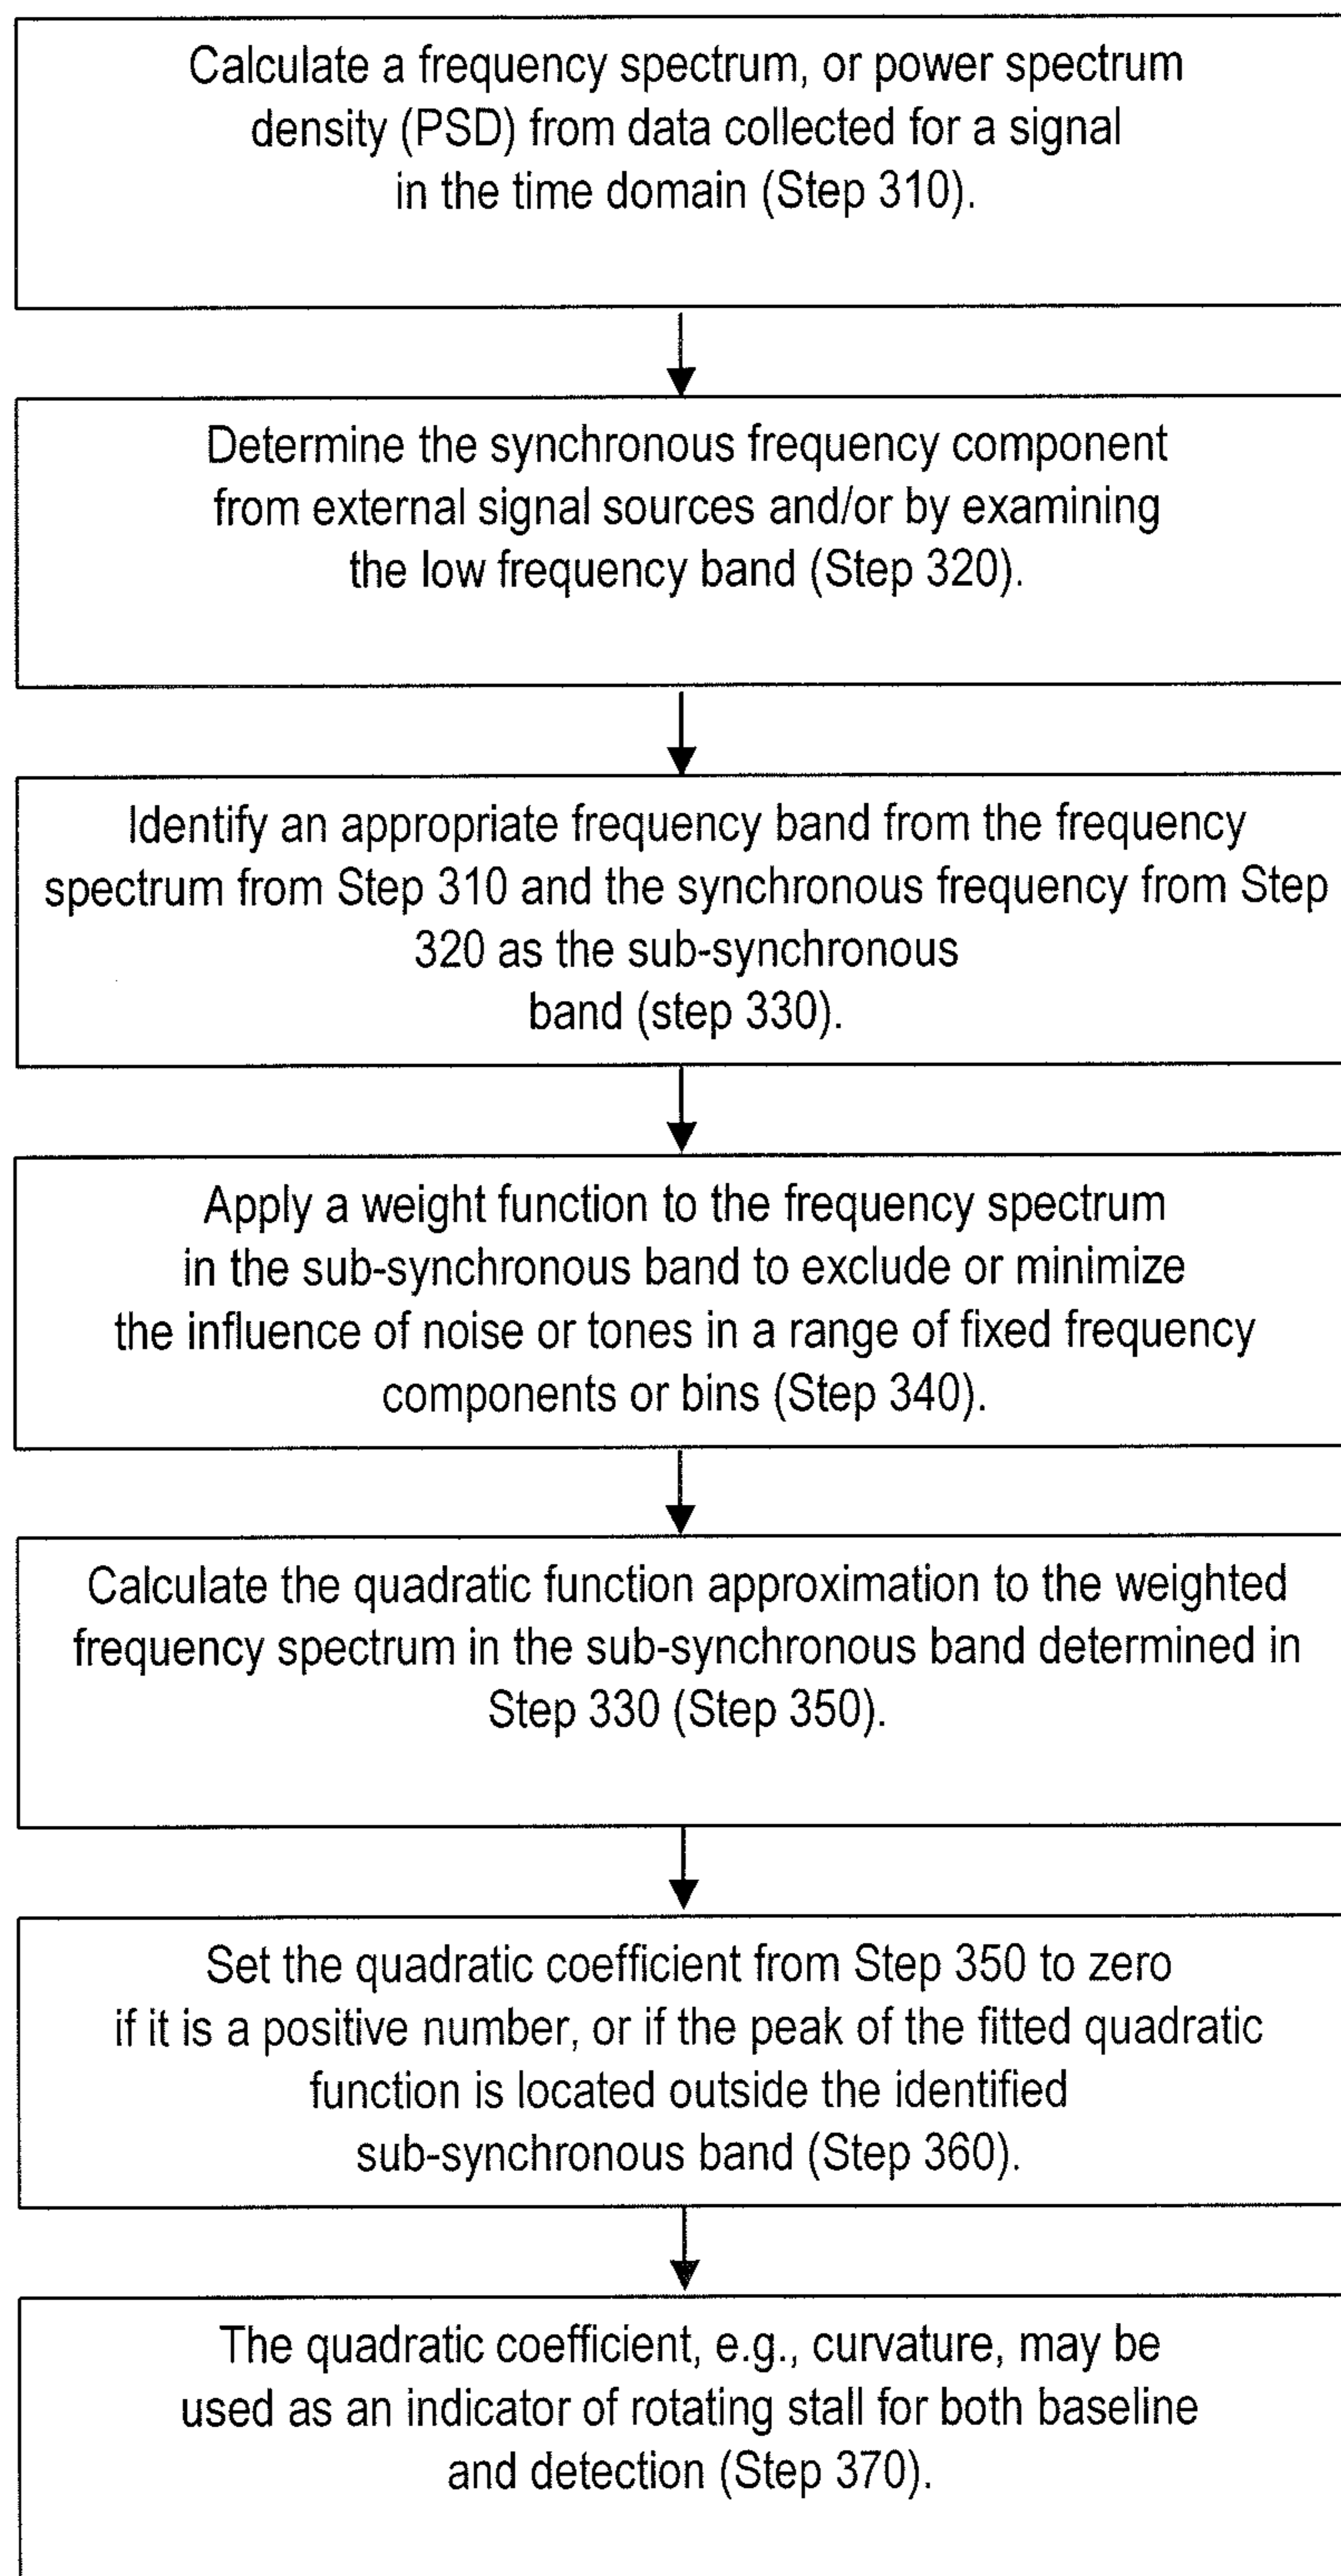 Calculate a frequency spectrum, or power spectrum
density (PSD) from data collected for a signal
in the time domain (Step 310).
Determine the synchronous frequency component
from external signal sources and/or by examining
the low frequency band (Step 320).
Identify an appropriate frequency band from the frequency
spectrum from Step 310 and the synchronous frequency from Step
320 as the sub-synchronous
band (step 330).
Apply a weight function to the frequency spectrum
in the sub-synchronous band to exclude or minimize
the influence of noise or tones in a range of fixed frequency
components or bins (Step 340).
Calculate the quadratic function approximation to the weighted
frequency spectrum in the sub-synchronous band determined in
Step 330 (Step 350).
Set the quadratic coefficient from Step 350 to zero
if it is a positive number, or if the peak of the fitted quadratic
function is located outside the identified
sub-synchronous band (Step 360).
The quadratic coefficient, e.g., curvature, may be
used as an indicator of rotating stall for both baseline
and detection (Step 370).